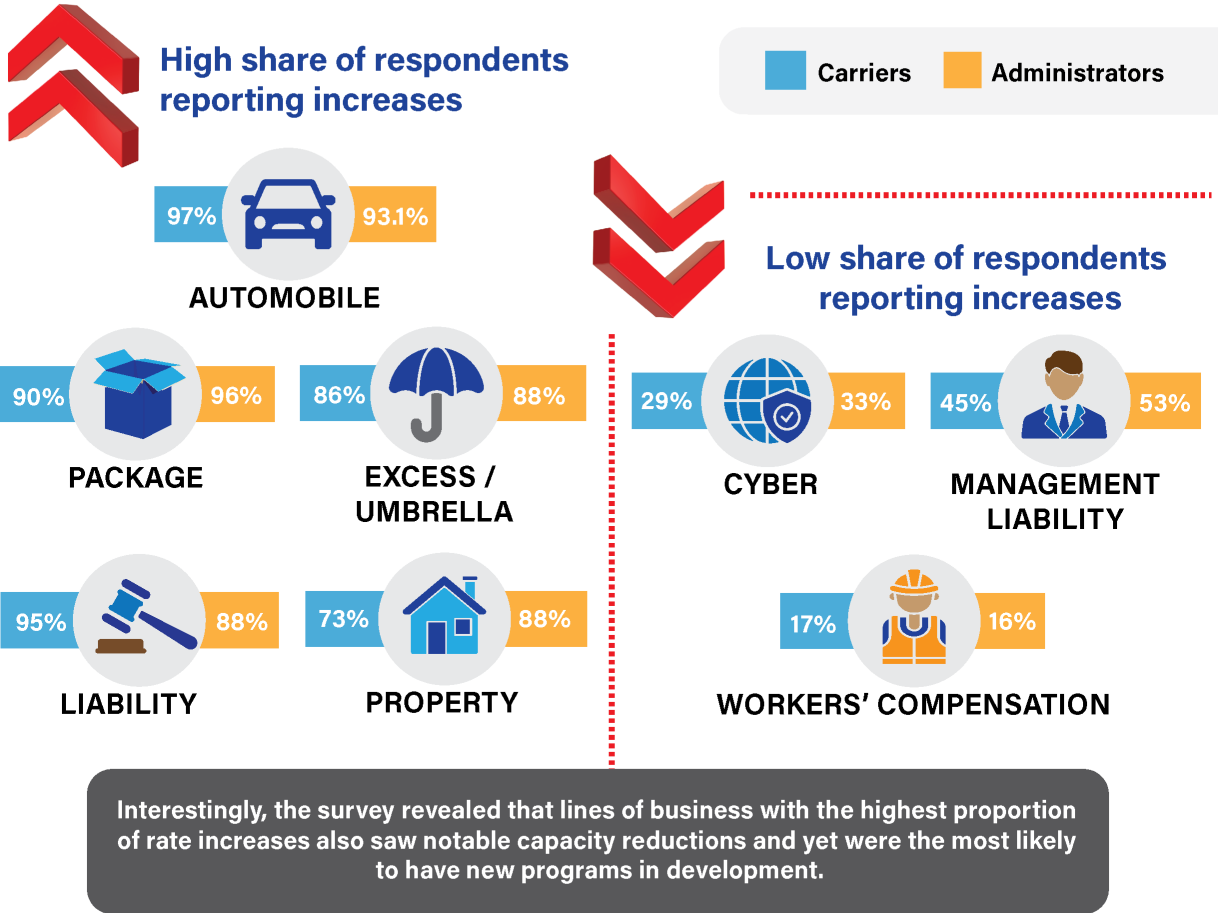 High share of respondents
reporting increases
Carriers
Administrators
97%
93.1%
AUTOMOBILE
90%
96%
PACKAGE
86%
88%
EXCESS /
UMBRELLA
95%
88%
LIABILITY
73%
88%
PROPERTY
Low share of respondents
reporting increases
29%
33%
CYBER
45%
53%
MANAGEMENT
LIABILITY
17%
16%
WORKERS’ COMPENSATION
Interestingly, the survey revealed that lines of business with the highest proportion
of rate increases also saw notable capacity reductions and yet were the most likely
to have new programs in development.